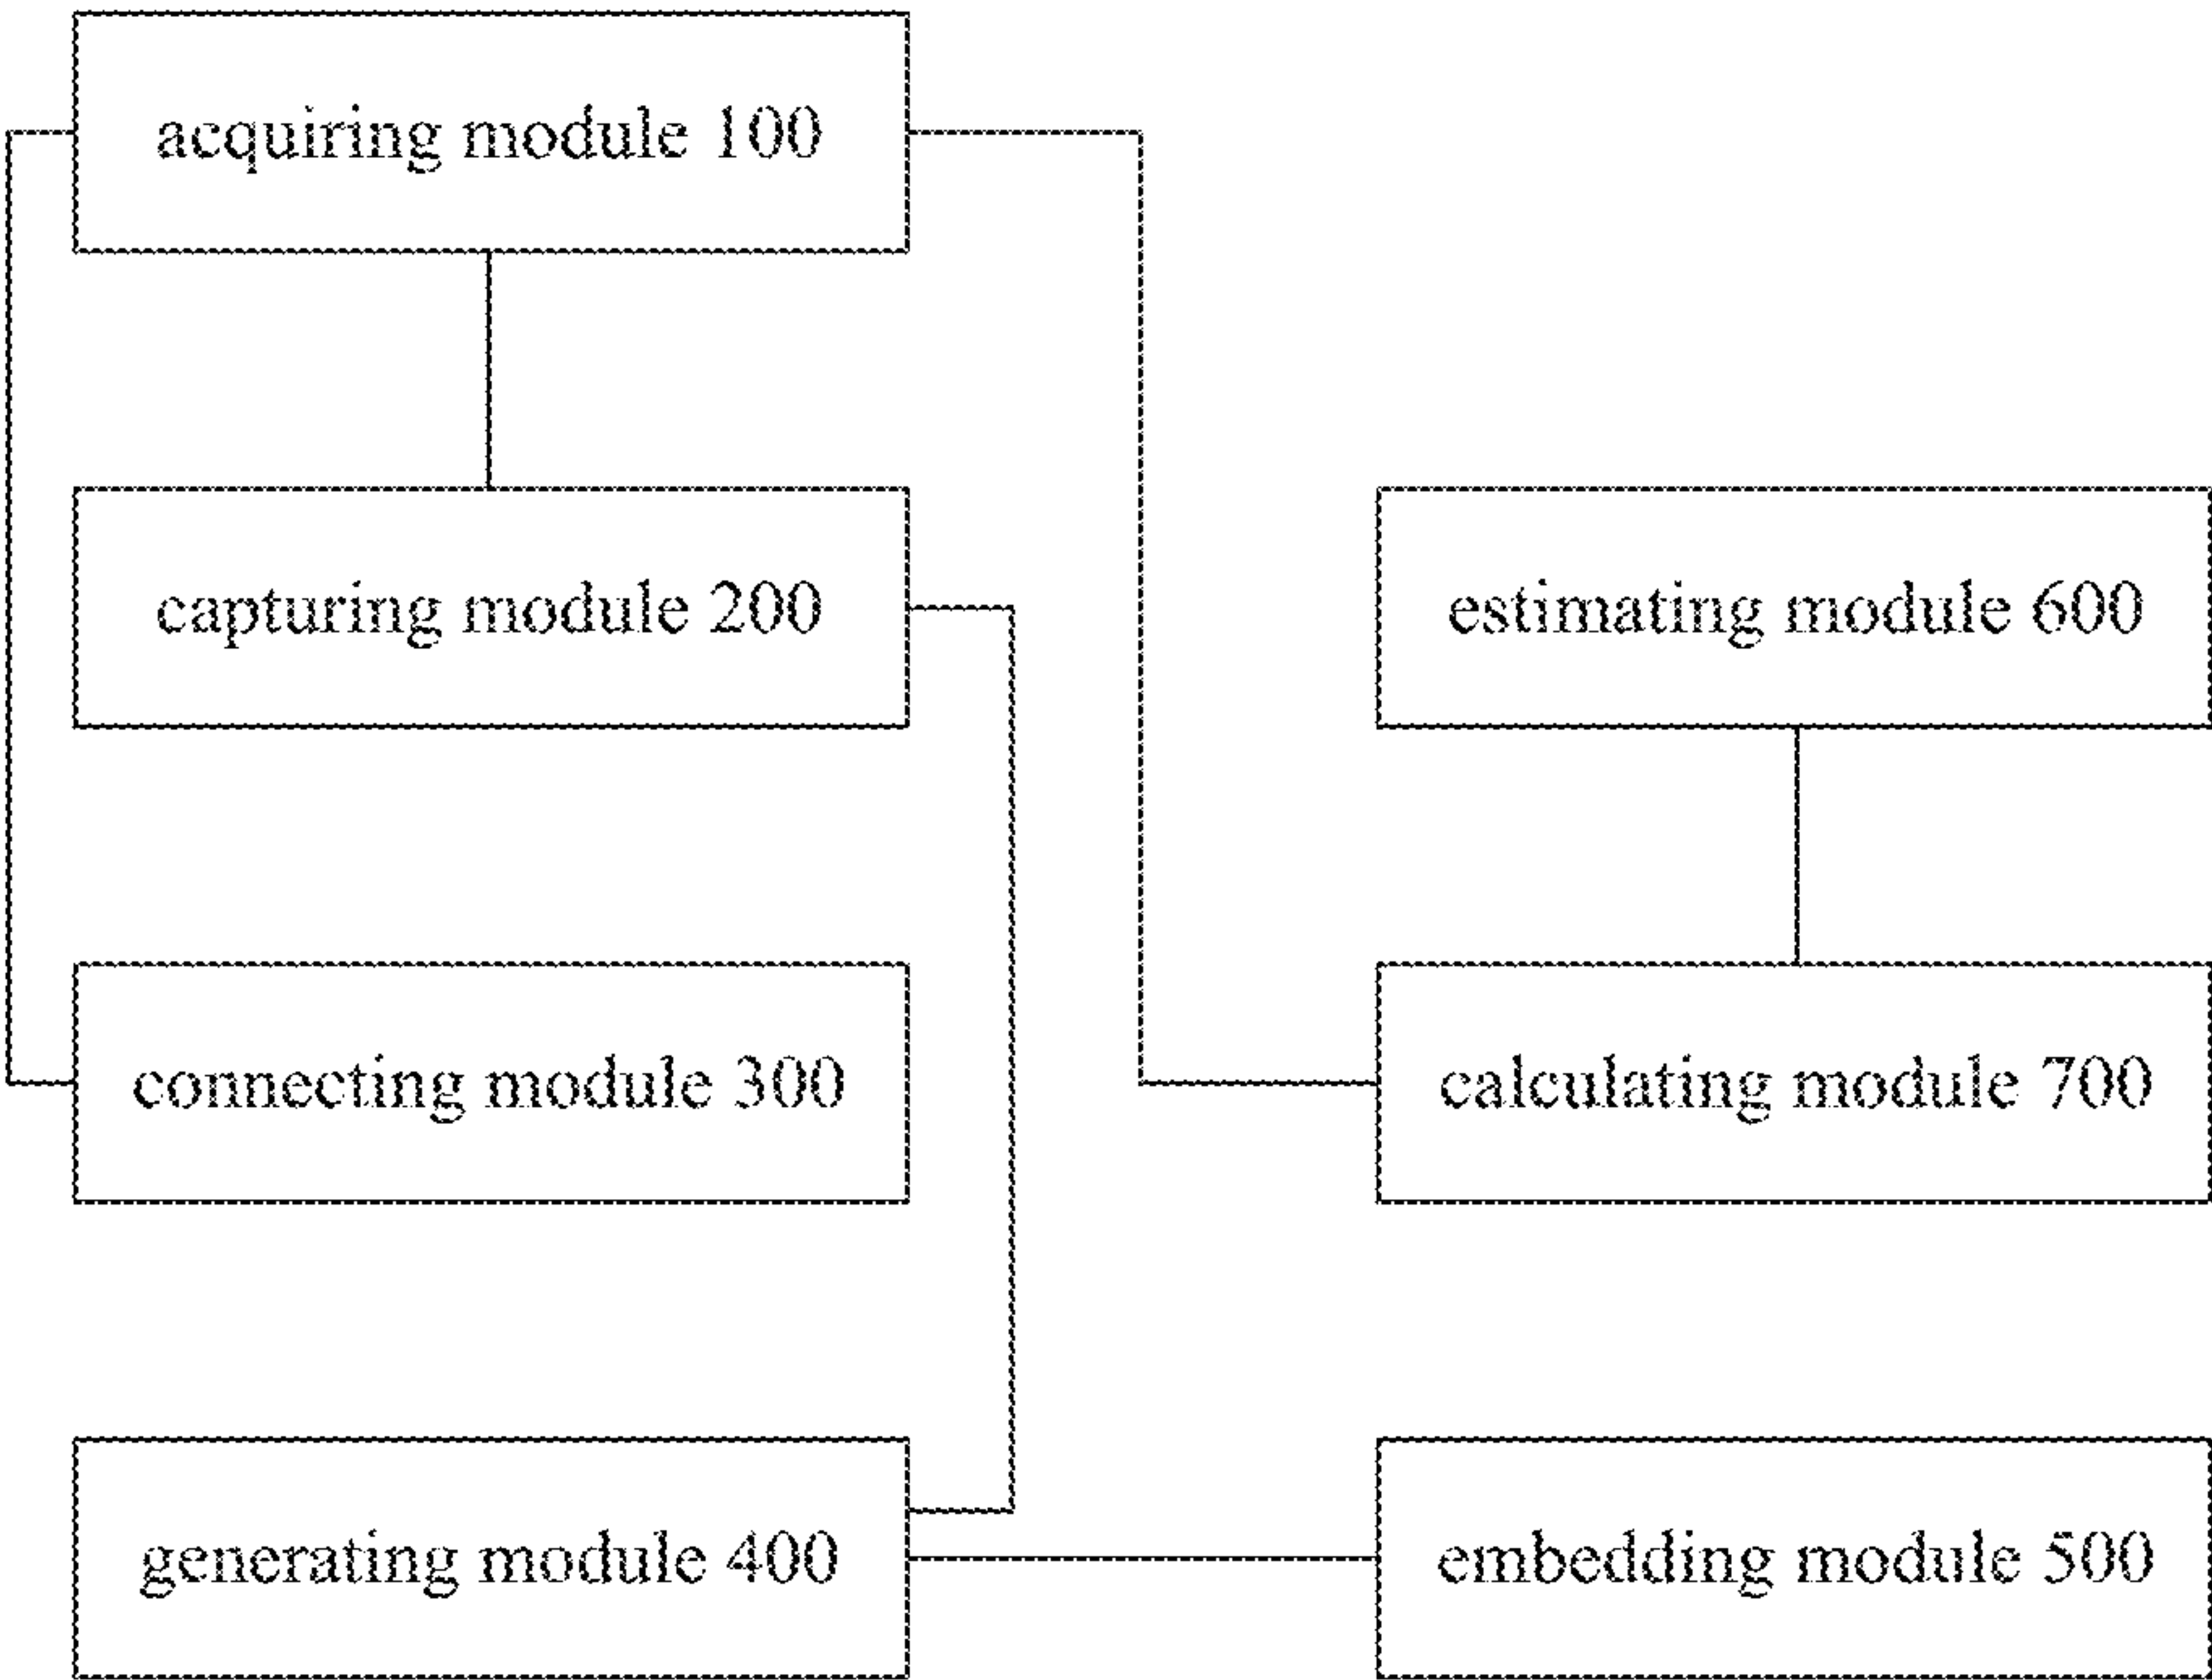 acquiring module 100
capturing module 200
estimating module 600
connecting module 300
calculating module 700
generating module 400
embedding module 500